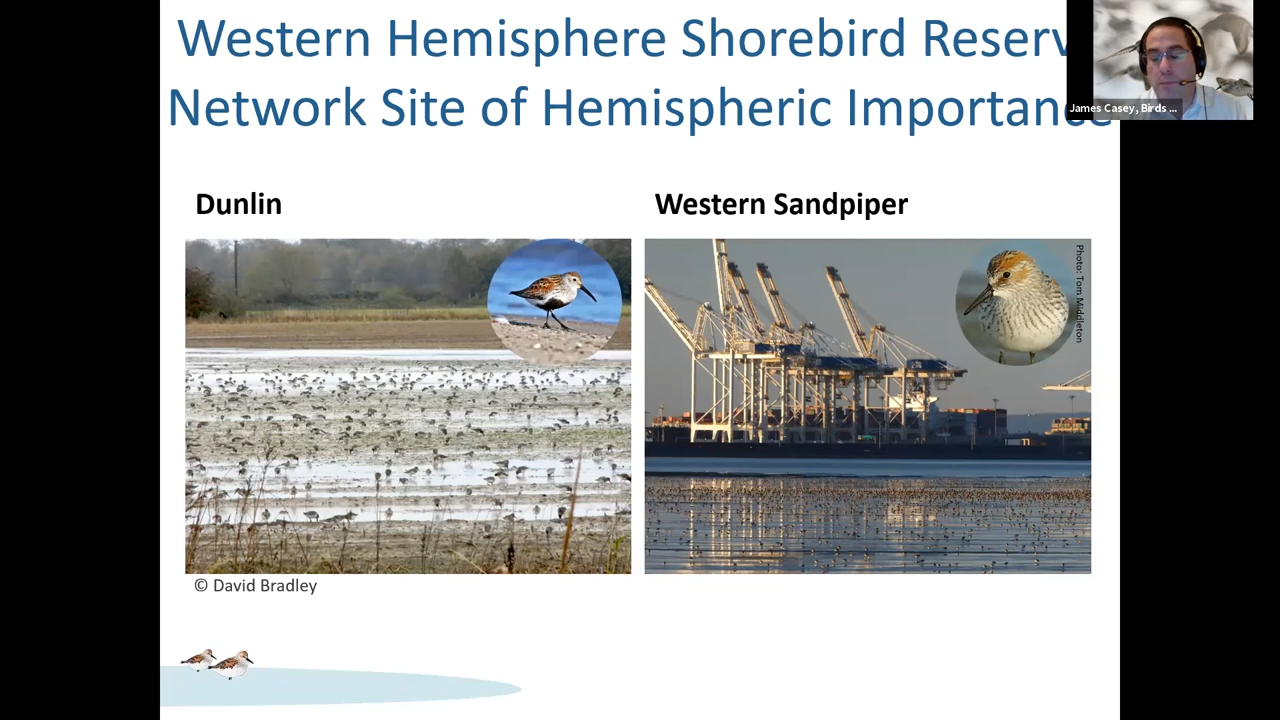 Western Hemisphere Shorebird Reserv
Network Site of Hemispheric Importance
James Casey, Birds ...
Dunlin
Western Sandpiper
Photo: Tom Middleton
© David Bradley